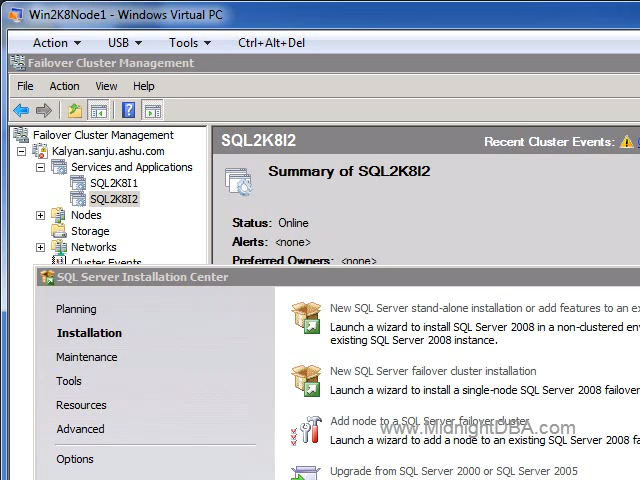 Win2K8Node1 - Windows Virtual PC
Action USB Tools Ctrl+Alt+Del
Failover Cluster Management
File Action View Help
Failover Cluster Management
Kalyan.sanju.ashu.com
Services and Applications
SQL2K8I1
SQL2K8I2
Nodes
Storage
Networks
Cluster Events
SQL2K8I2 Recent Cluster Events:
Summary of SQL2K8I2
Status: Online
Alerts: <none>
Preferred Owners: <none>
SQL Server Installation Center
Planning
Installation
Maintenance
Tools
Resources
Advanced
Options
New SQL Server stand-alone installation or add features to an
Launch a wizard to install SQL Server 2008 in a non-clustered
existing SQL Server 2008 instance.
New SQL Server failover cluster installation
Launch a wizard to install a single-node SQL Server 2008 failover
Add node to a SQL Server failover cluster
www.MidnightDBA.com
Launch a wizard to add a node to an existing SQL Server 2008
Upgrade from SQL Server 2000 or SQL Server 2005